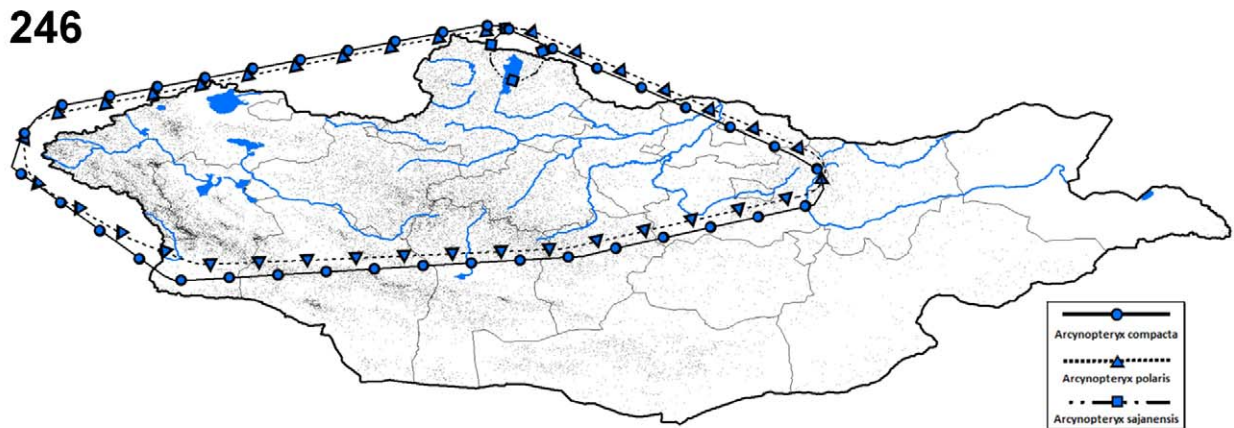 246
Arcynopteryx compacta
Arcynopteryx polaris
Arcynopteryx sajanensis